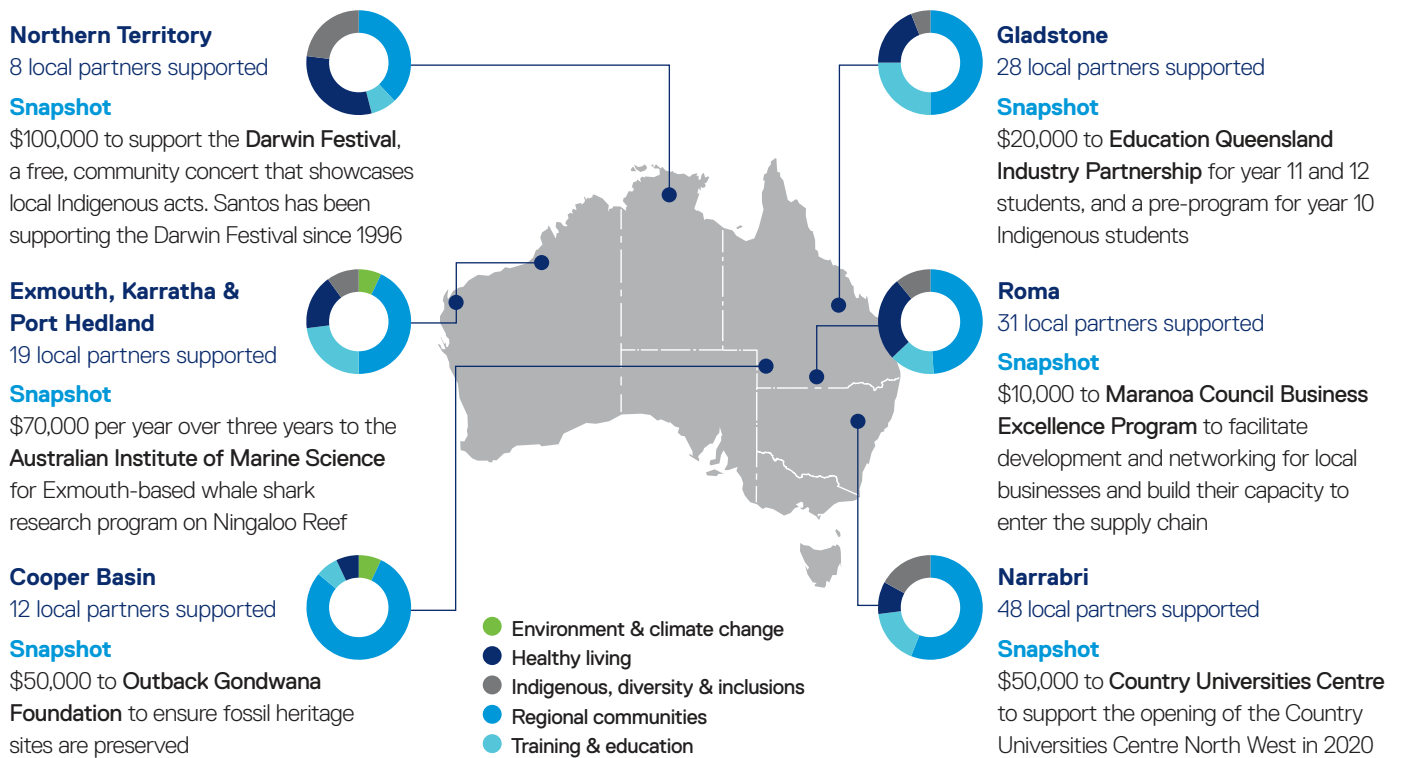 Northern Territory
8 local partners supported
Snapshot
$100,000 to support the Darwin Festival,
a free, community concert that showcases
local Indigenous acts. Santos has been
supporting the Darwin Festival since 1996
Exmouth, Karratha &
Port Hedland
19 local partners supported
Snapshot
$70,000 per year over three years to the
Australian Institute of Marine Science
for Exmouth-based whale shark
research program on Ningaloo Reef
Cooper Basin
12 local partners supported
Snapshot
$50,000 to Outback Gondwana
Foundation to ensure fossil heritage
sites are preserved
Environment & climate change
Healthy living
Indigenous, diversity & inclusions
Regional communities
Training & education
Gladstone
28 local partners supported
Snapshot
$20,000 to Education Queensland
Industry Partnership for year 11 and 12
students, and a pre-program for year 10
Indigenous students
Roma
31 local partners supported
Snapshot
$10,000 to Maranoa Council Business
Excellence Program to facilitate
development and networking for local
businesses and build their capacity to
enter the supply chain
Narrabri
48 local partners supported
Snapshot
$50,000 to Country Universities Centre
to support the opening of the Country
Universities Centre North West in 2020